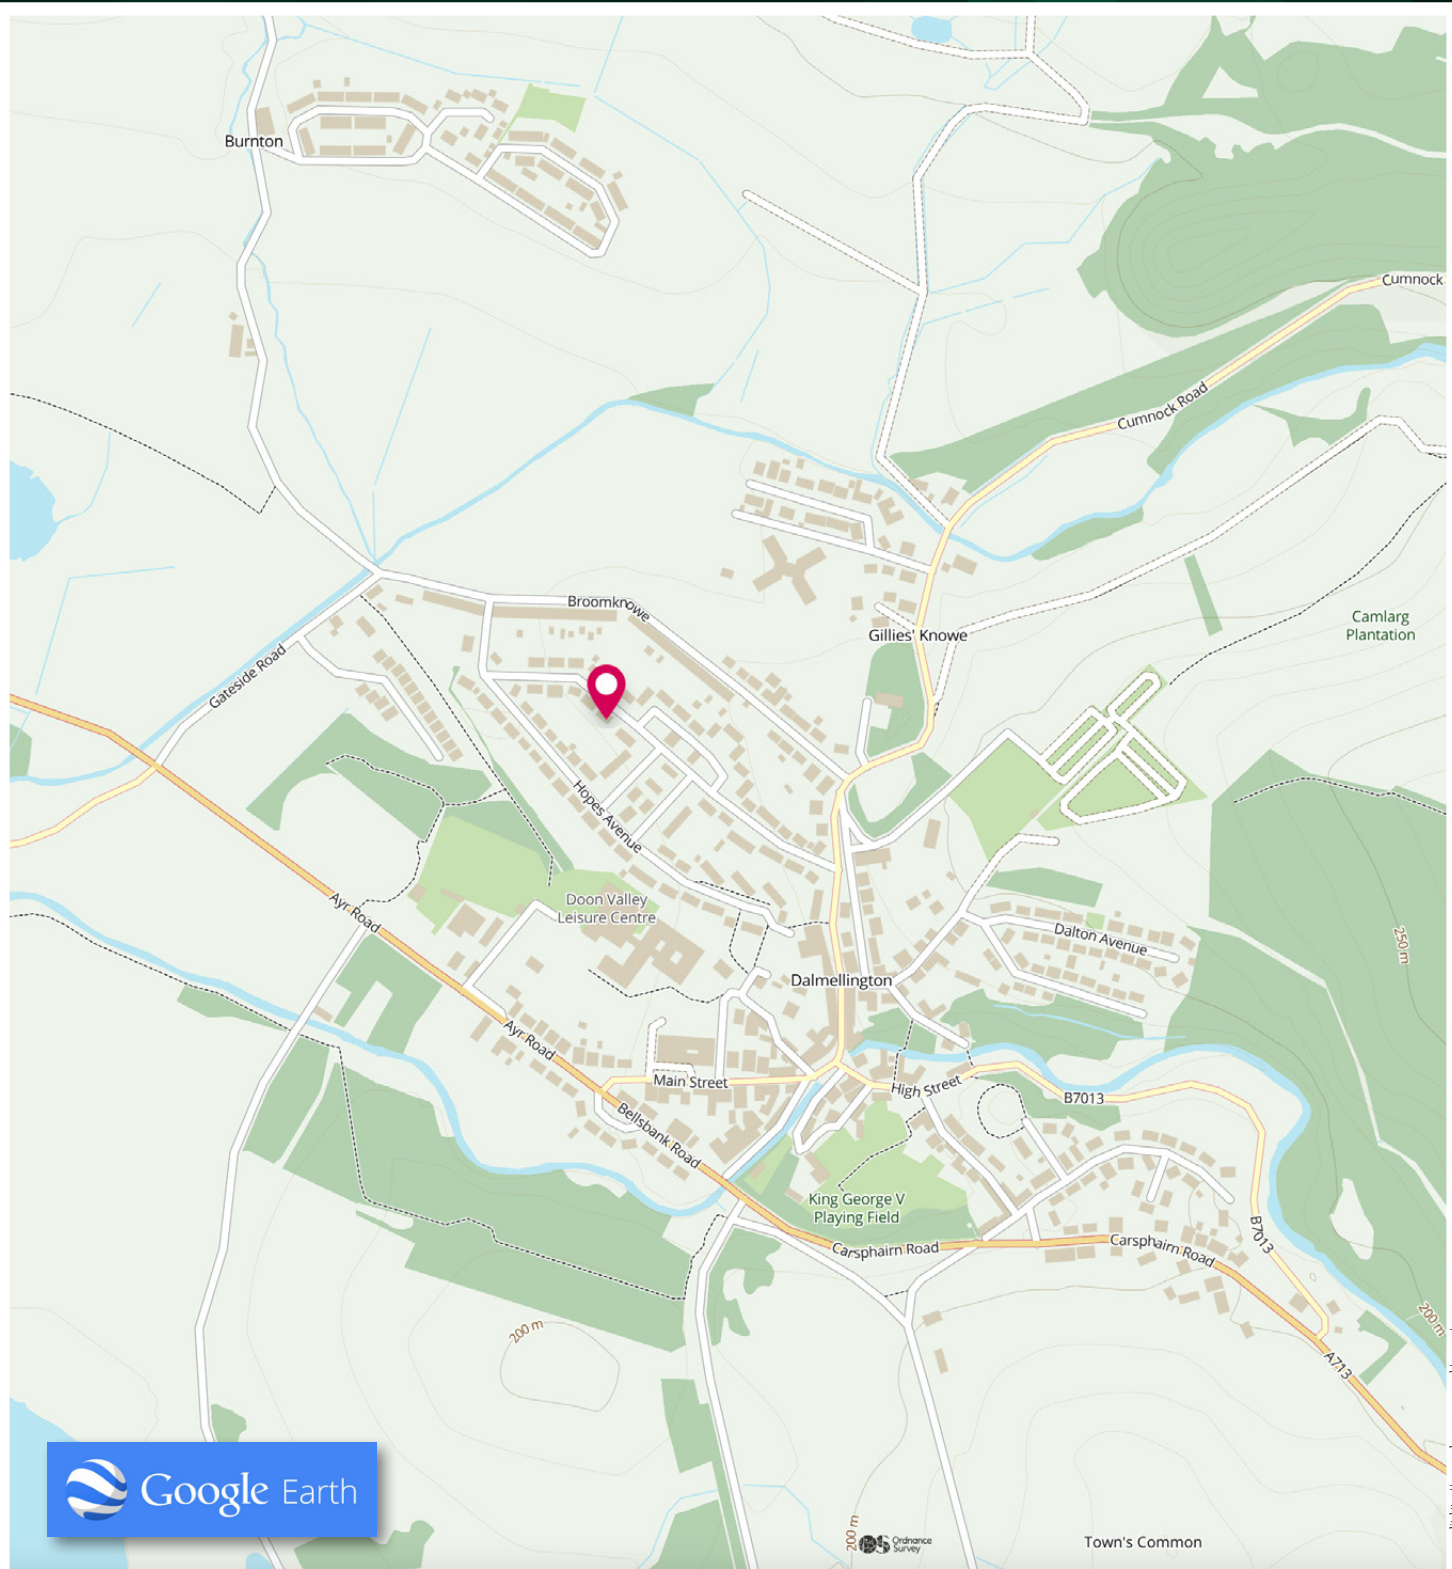 Burnton
Cumnock
Cumnock Road
Broomknowe
Gillies' Knowe
Camlarg
Plantation
Gateside Road
Hopes Avenue
Doon Valley
Leisure Centre
Ayr Road
Dalton Avenue
250 m
Dalmellington
Ayr Road
Main Street
High Street
B7013
Bellsbank Road
King George V
Playing Field
Carsphairn Road
Carsphairn Road
B7013
200 m
200 m
A713
Google Earth
200 m
OS Ordnance
Survey
Town's Common